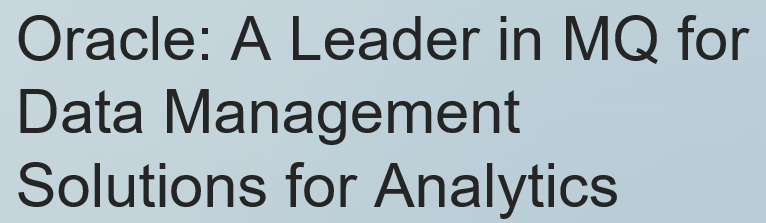 Oracle: A Leader in MQ for
Data Management
Solutions for Analytics